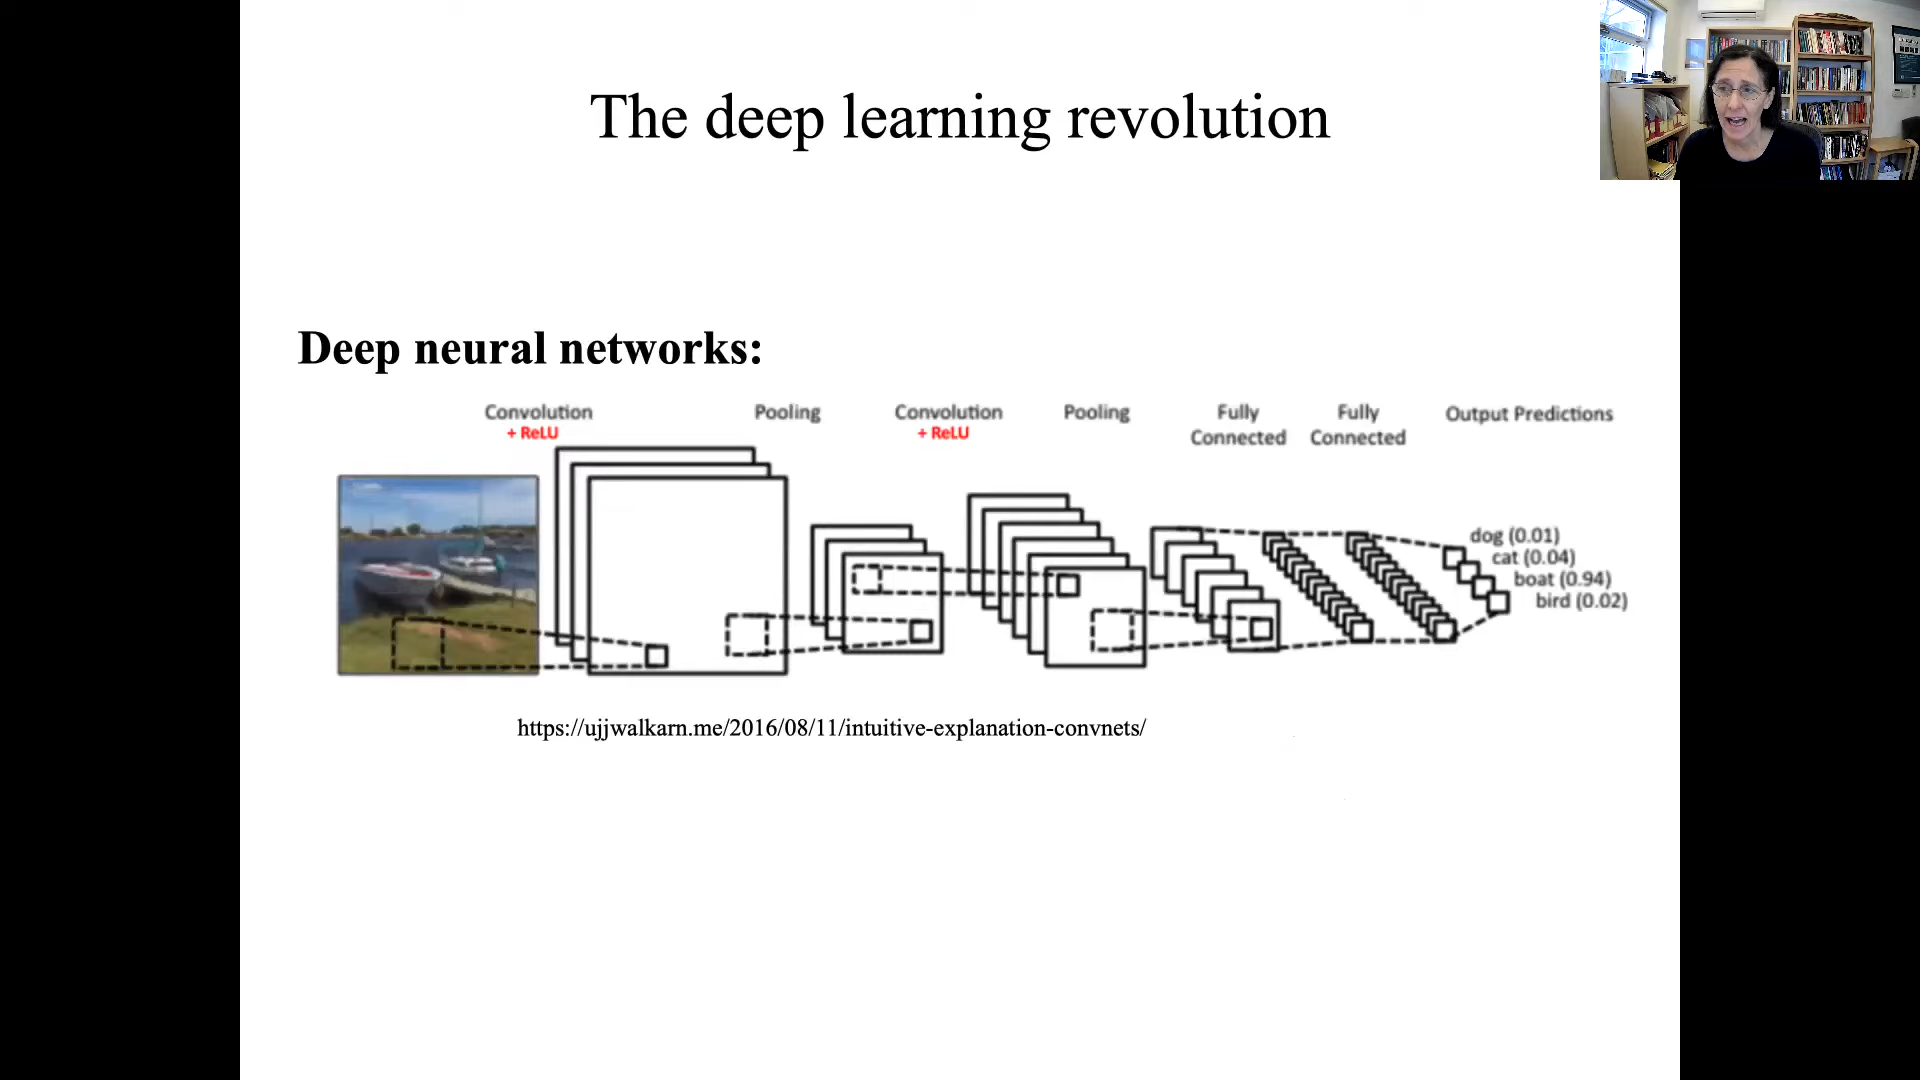 The deep learning revolution
Deep neural networks:
Convolution
+ ReLU
Pooling
Convolution
+ ReLU
Pooling
Fully
Connected
Fully
Connected
Output Predictions
dog (0.01)
cat (0.04)
boat (0.94)
bird (0.02)
https://ujjwalkarn.me/2016/08/11/intuitive-explanation-convnets/